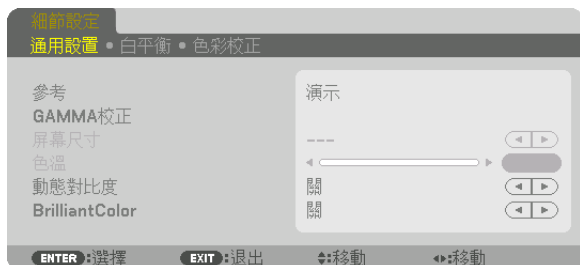 細節設定
通用設置 • 白平衡 • 色彩校正
參考 演示
GAMMA校正
屏幕尺寸 ---
色溫
動態對比度 關
BrilliantColor 關
ENTER:選擇 EXIT:退出 :移動 :移動